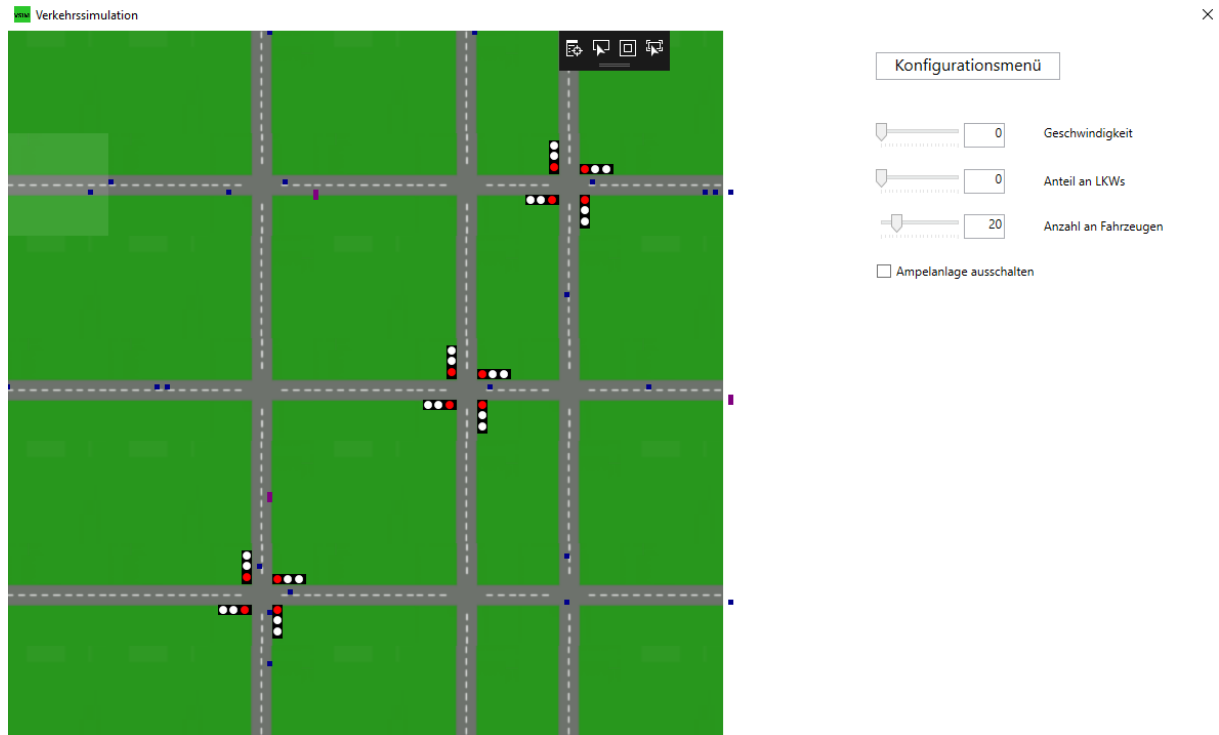 Verkehrssimulation
Konfigurationsmenü
0 Geschwindigkeit
0 Anteil an LKWs
20 Anzahl an Fahrzeugen
Ampelanlage ausschalten